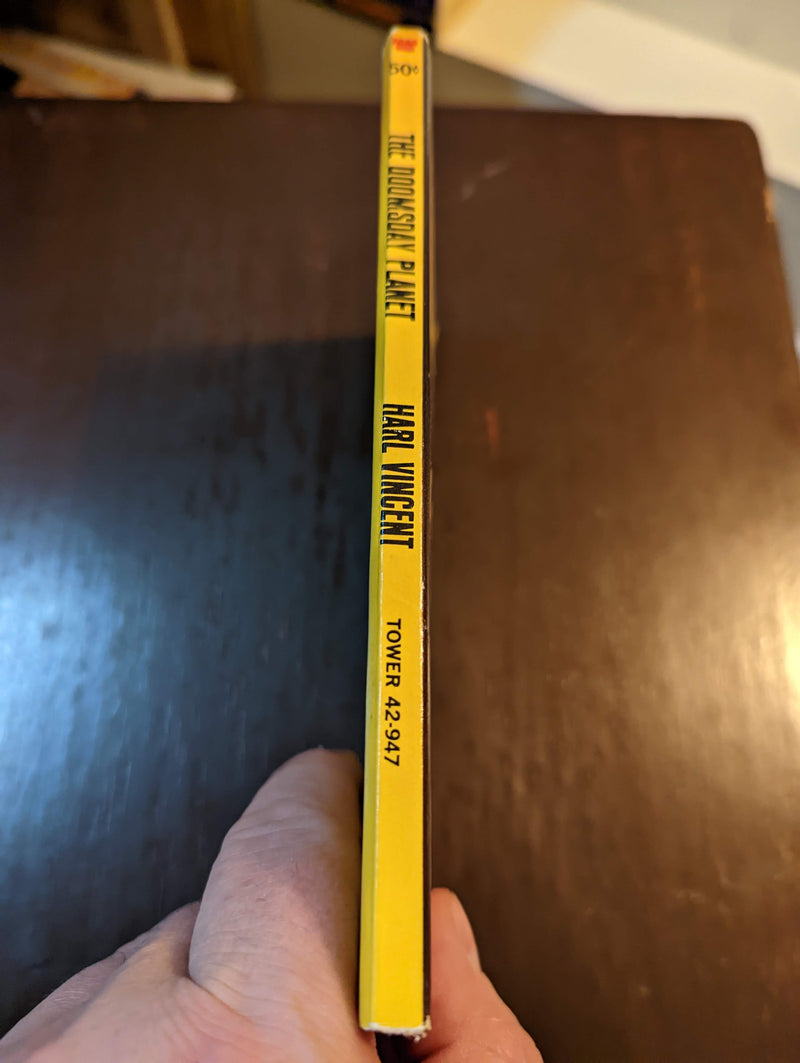 50¢
THE DOOMSDAY PLANET
HARL VINCENT
TOWER 42-947